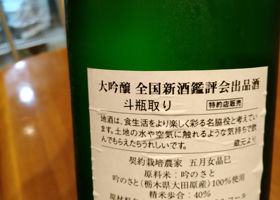 大吟醸 全国新酒鑑評会出品酒
斗瓶取り 特約店販売
地酒は、食生活をより楽しく彩る名脇役と考えています。
土地の水や空気に触れるような気持ちで飲んでもらえたらうれしいです。 蔵元より
契約栽培農家 五月女晶巳
原料米:吟のさと
吟のさと(栃木県大田原産)100%使用
精米歩合:40%